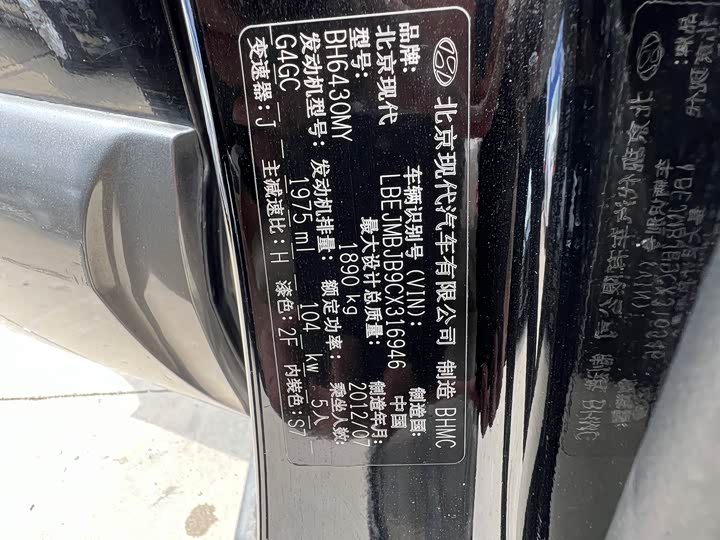 北京现代汽车有限公司 制造 BHMC
品牌: 车辆识别号 (VIN): 制造国:
北京现代 LBEJMBJB9CX316946 中国
型号: 最大设计总质量: 制造年月:
BH6430MY 1890 kg 2012/07
发动机型号: 发动机排量: 额定功率: 乘坐人数:
G4GC 1975 ml 104 kw 5人
变速器: J 主减速比: H 漆色: 2F 内装色: S7